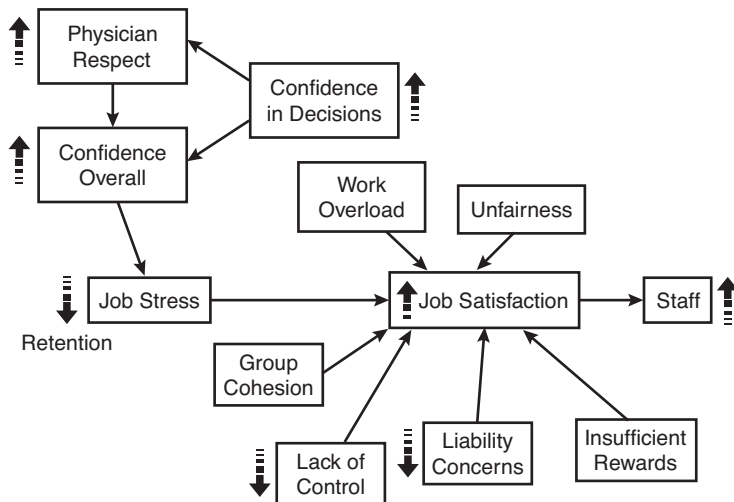 Physician
Respect
Confidence
in Decisions
Confidence
Overall
Work
Overload
Unfairness
Job Stress
Job Satisfaction
Staff
Retention
Group
Cohesion
Lack of
Control
Liability
Concerns
Insufficient
Rewards